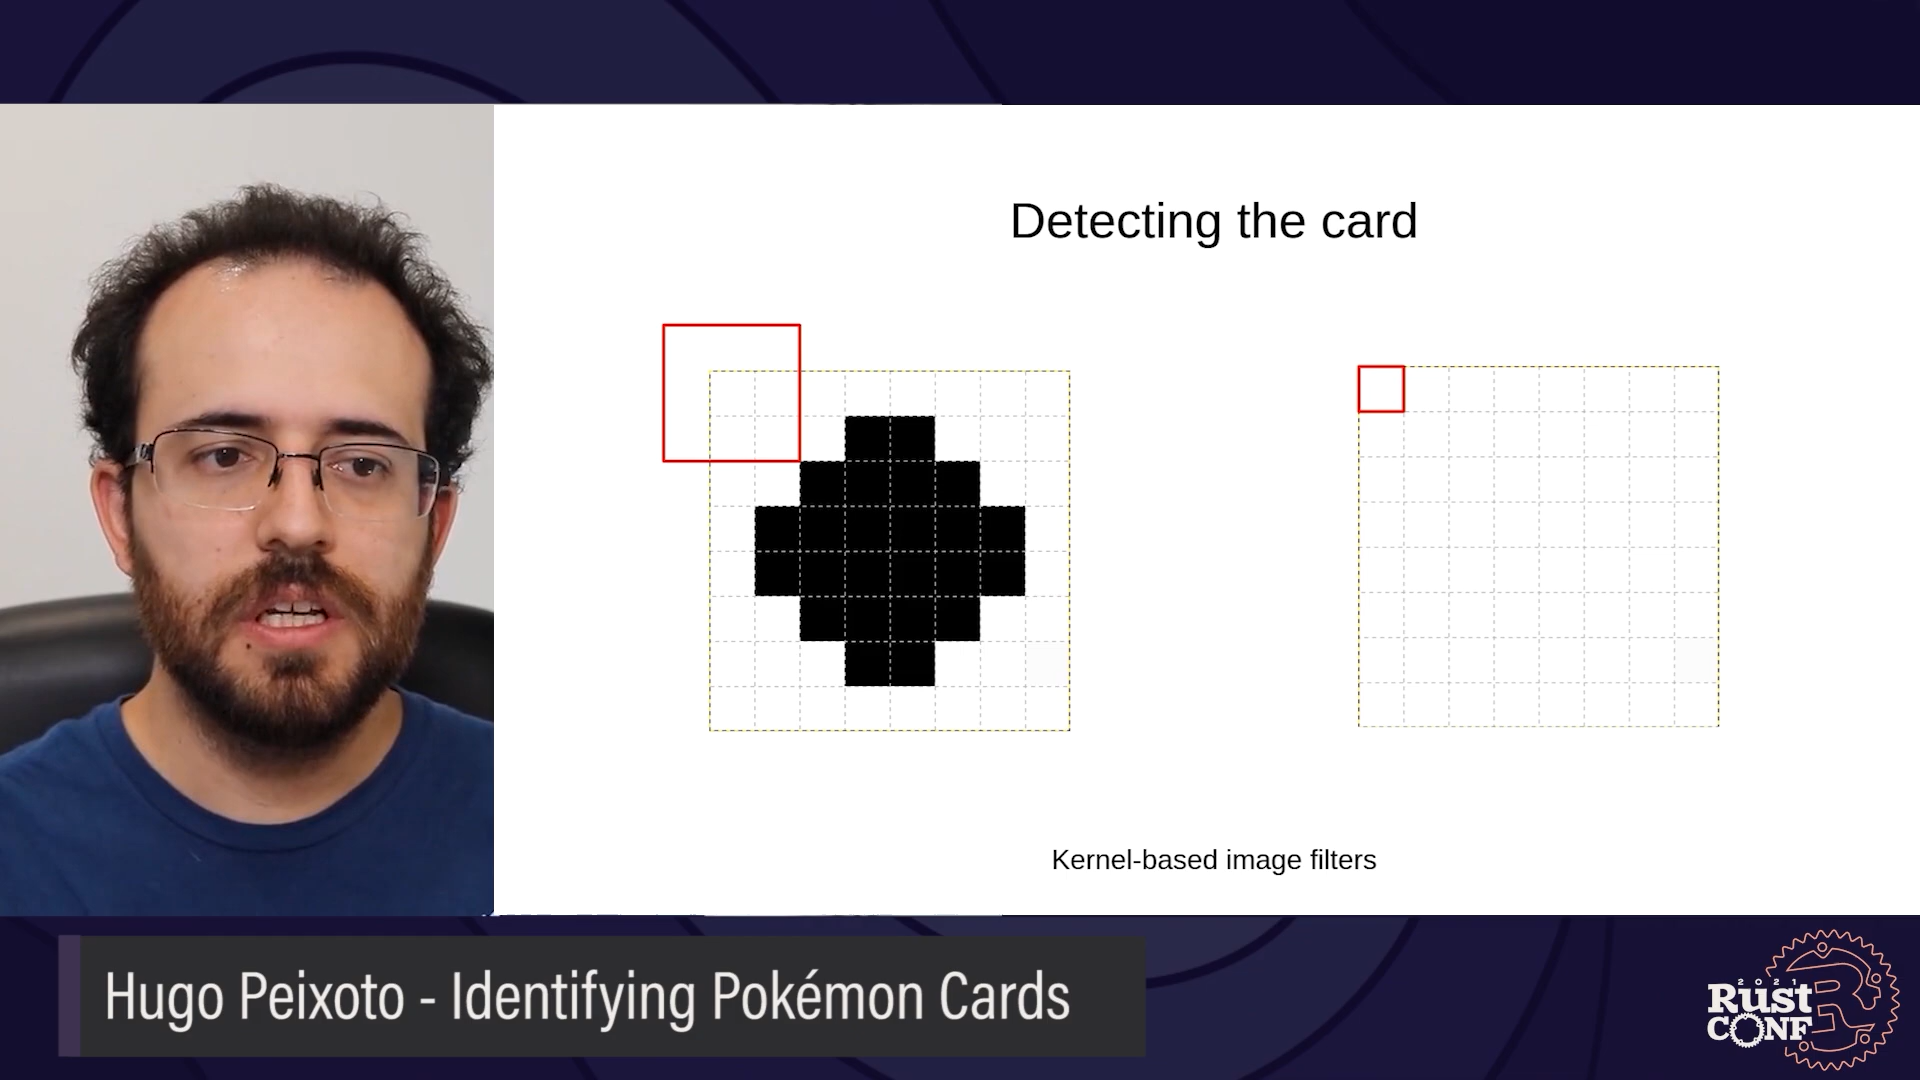 Detecting the card
Kernel-based image filters
Hugo Peixoto - Identifying Pokémon Cards
2021
Rust
CONF
R